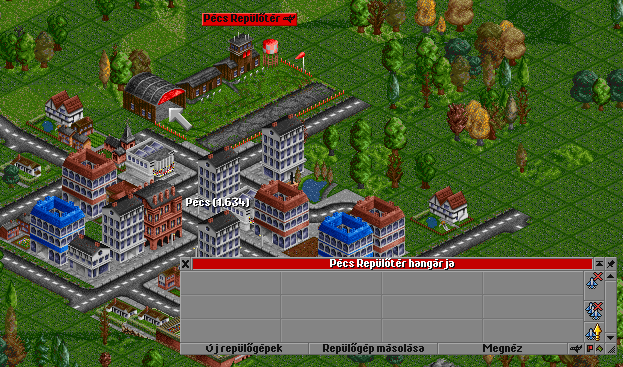 Pécs Repülőtér
Pécs (1,634)
Pécs Repülőtér hangár ja
Új repülőgépek
Repülőgép másolása
Megnéz